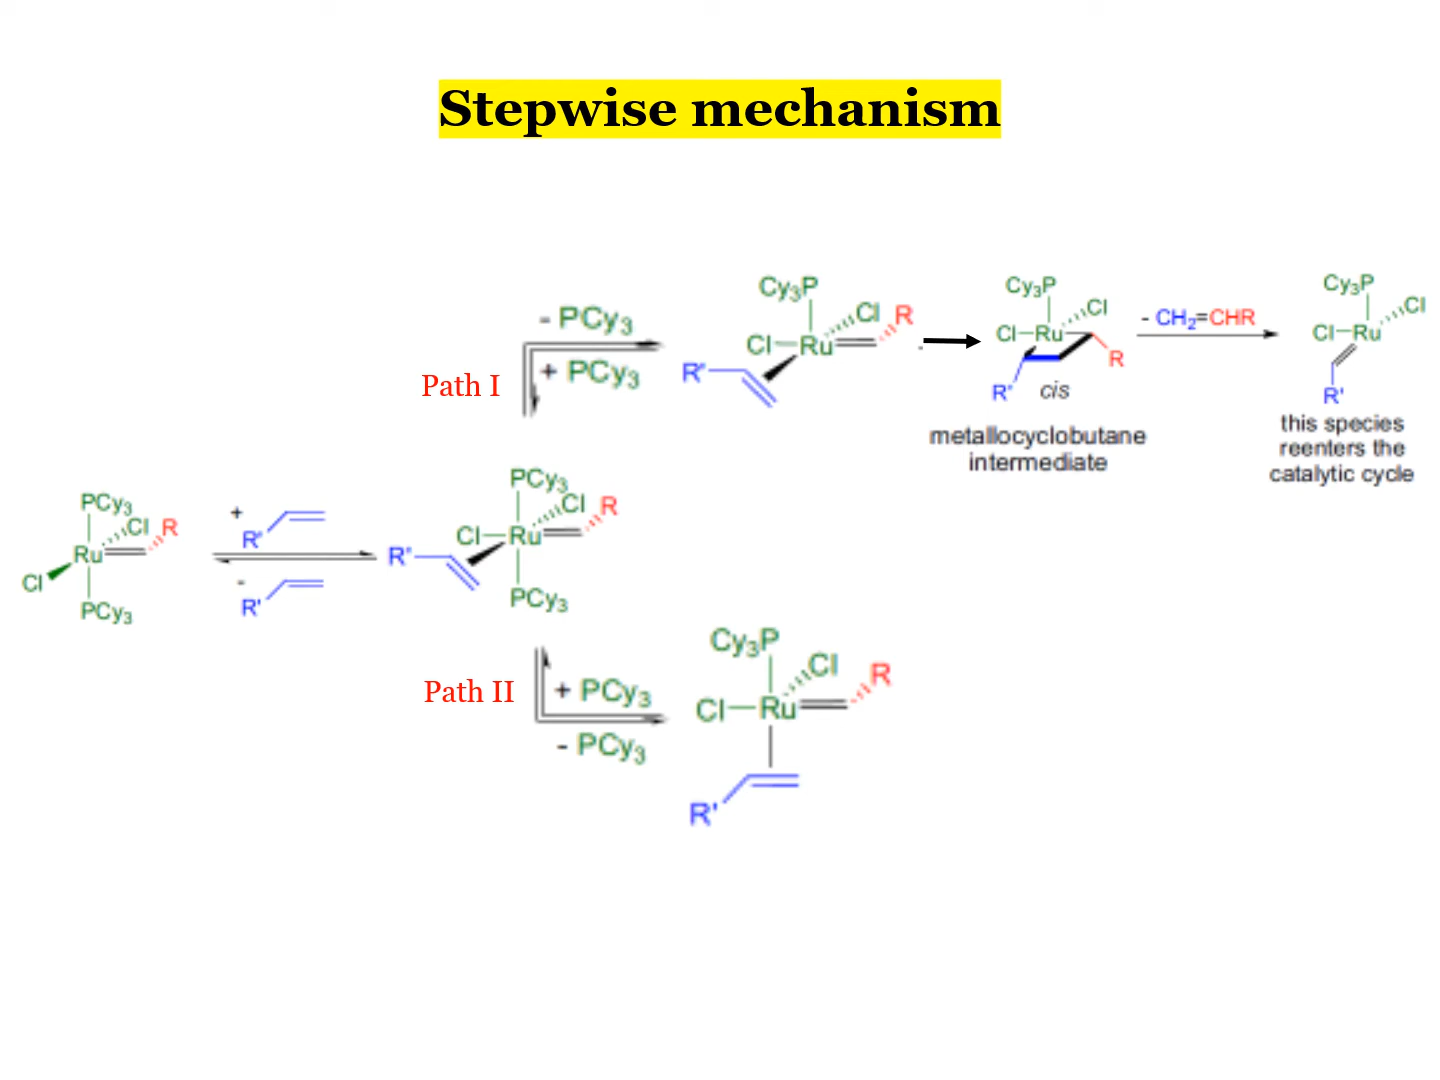 Stepwise mechanism
- PCy3
+ PCy3
Path I
Cy3P
Cl
R
Cl
Ru
R'
Cy3P
Cl
Cl
Ru
R
R'
cis
metallocyclobutane
intermediate
- CH2=CHR
Cy3P
Cl
Cl
Ru
R'
this species
reenters the
catalytic cycle
PCy3
Cl
R
Ru
Cl
PCy3
+
R'
-
R'
PCy3
Cl
R
Cl
Ru
R'
PCy3
Path II
+ PCy3
- PCy3
Cy3P
Cl
R
Cl
Ru
R'